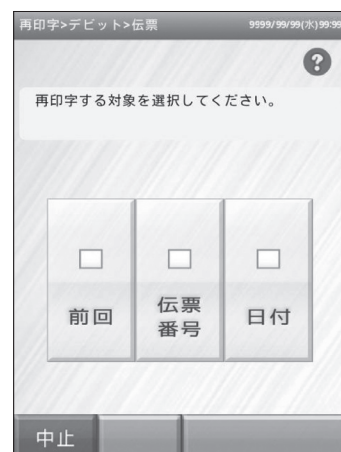 再印字>デビット>伝票 9999/99/99(水)99:99
?
再印字する対象を選択してください。
前回
伝票
番号
日付
中止